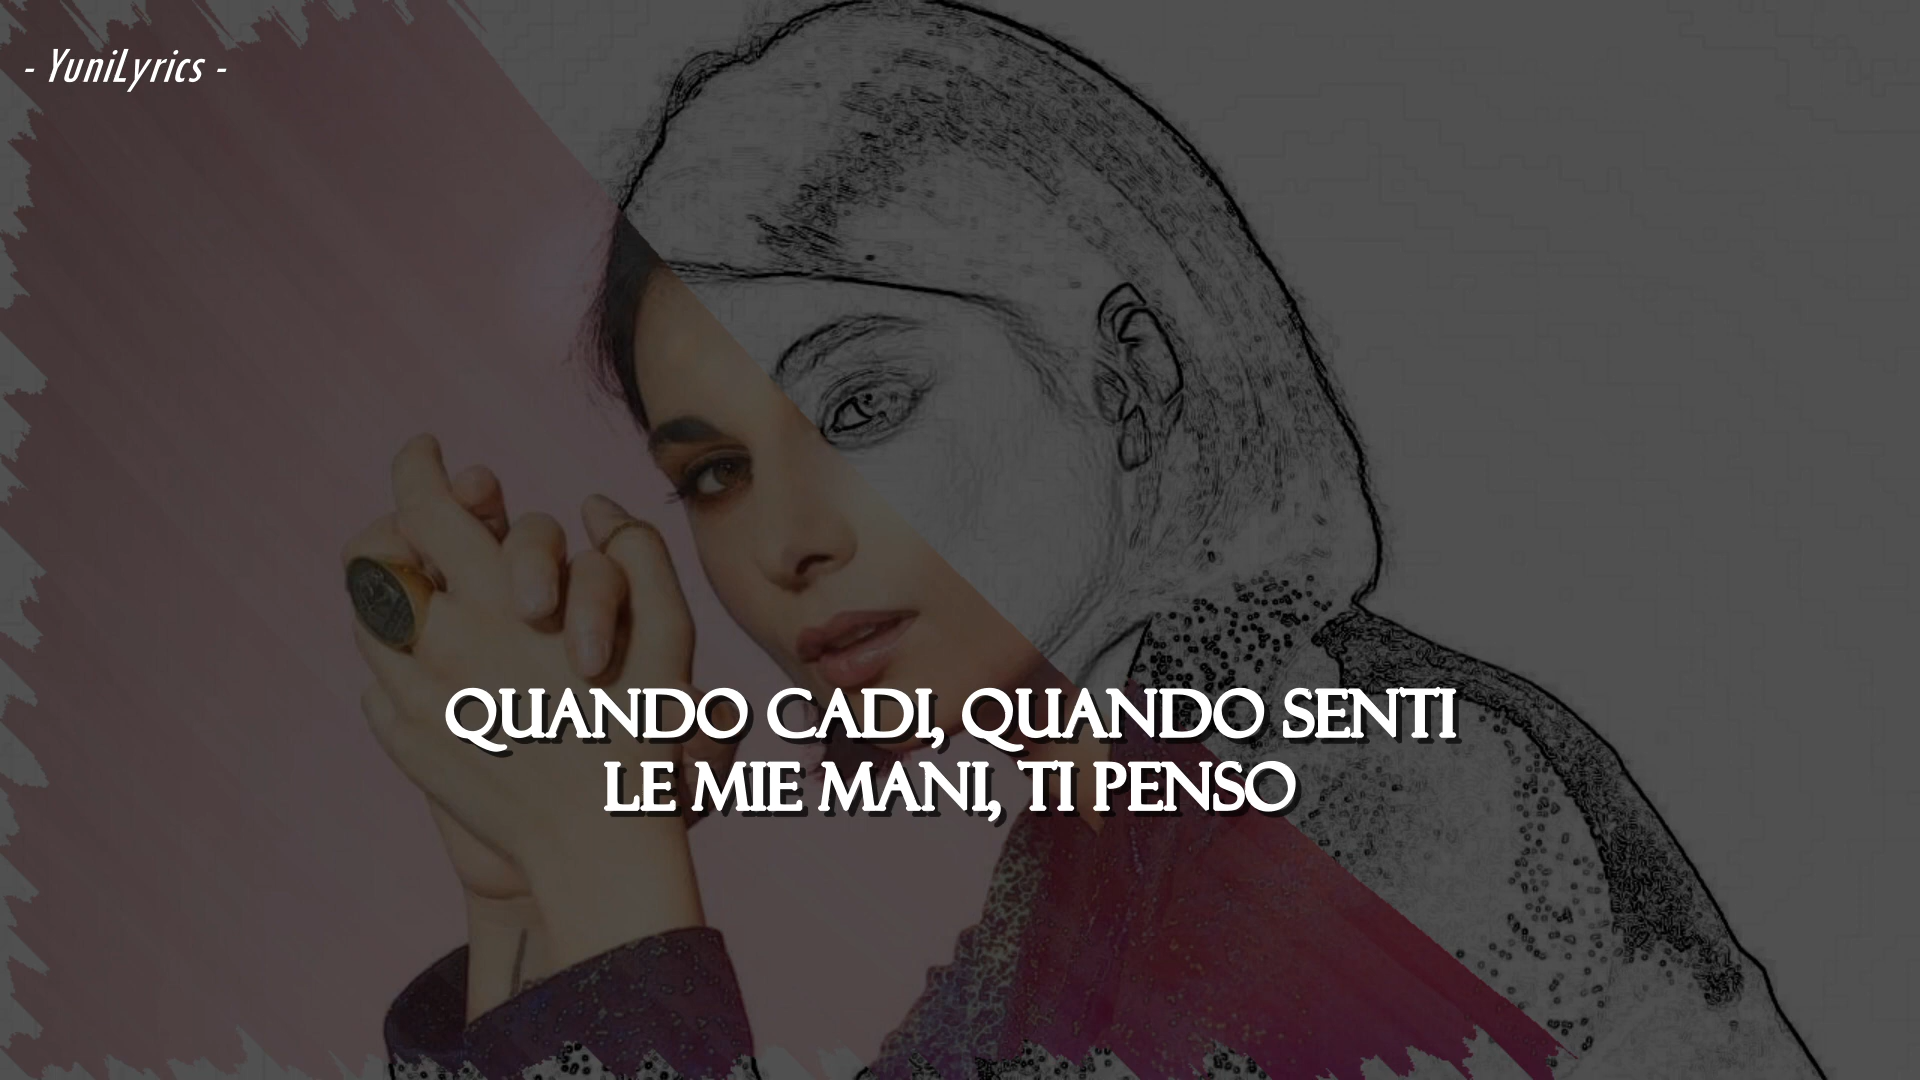 - YuniLyrics -
QUANDO CADI, QUANDO SENTI
LE MIE MANI, TI PENSO